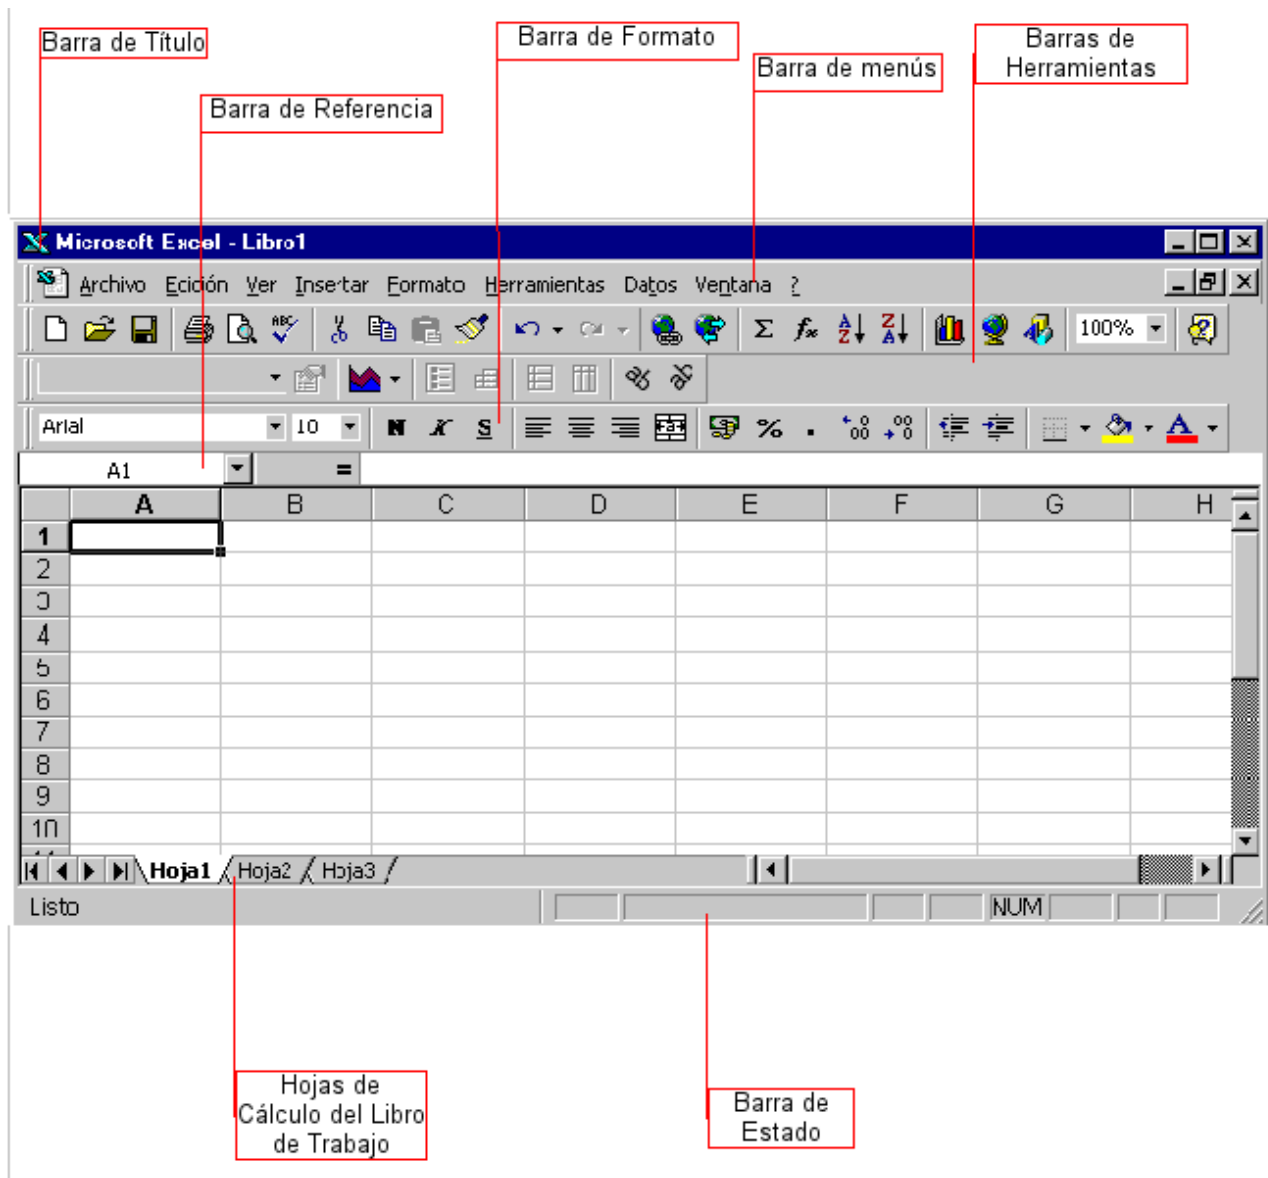 Barra de Título
Barra de Formato
Barras de
Herramientas
Barra de menús
Barra de Referencia
Microsoft Excel - Libro1
Archivo Edición Ver Insertar Formato Herramientas Datos Ventana ?
ABC Σ fx A Z Z A 100% ?
Arial 10 N K S % .
A1 =
A B C D E F G H
1
2
3
4
5
6
7
8
9
10
Hoja1 Hoja2 Hoja3
Listo NUM
Hojas de
Cálculo del Libro
de Trabajo
Barra de
Estado